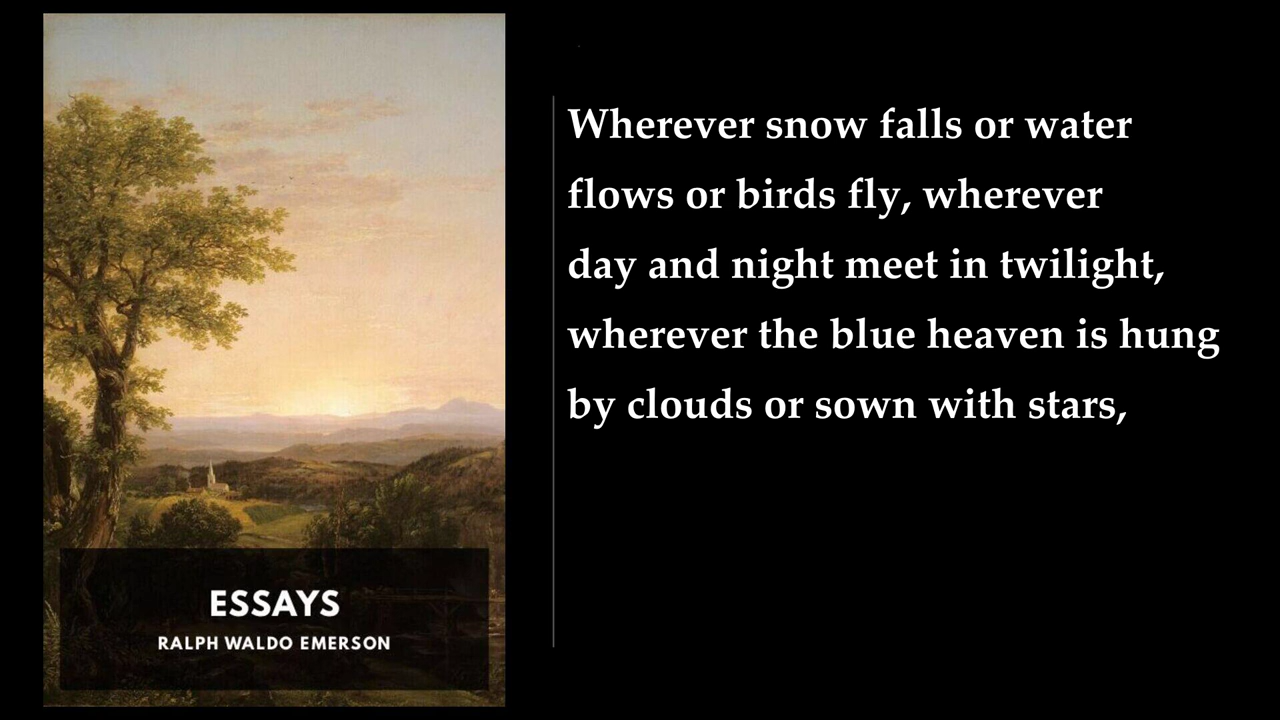 ESSAYS
RALPH WALDO EMERSON
Wherever snow falls or water
flows or birds fly, wherever
day and night meet in twilight,
wherever the blue heaven is hung
by clouds or sown with stars,